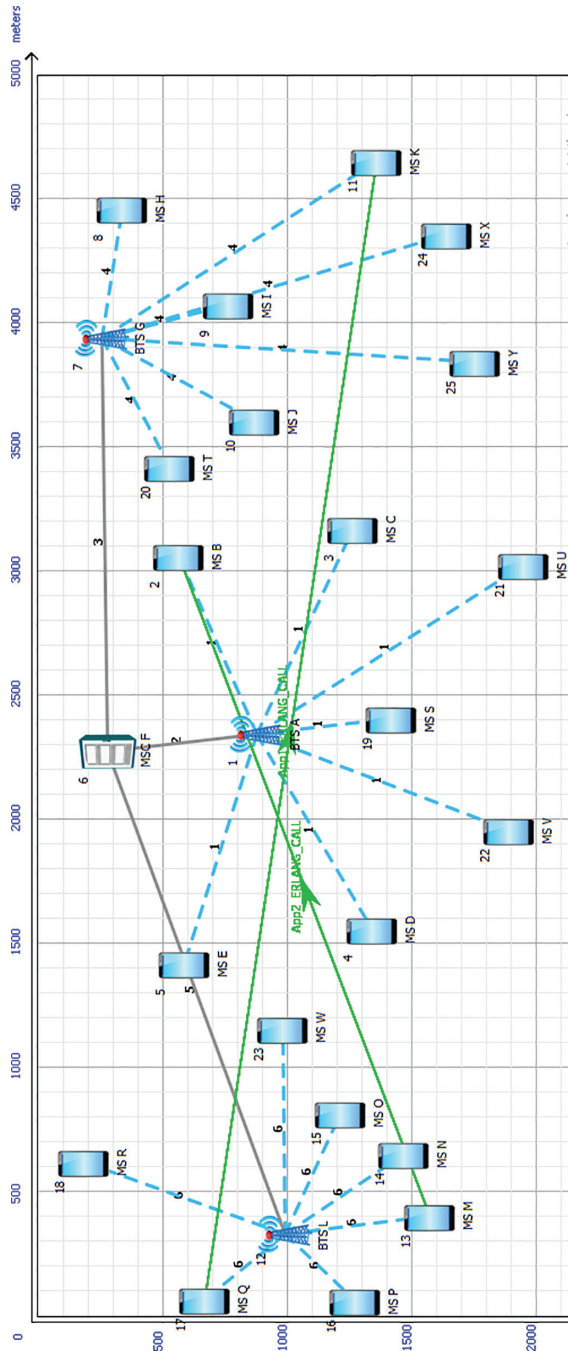 meters
5000
4500
4000
3500
3000
2500
2000
1500
1000
500
0
500
1000
1500
2000
8
MS H
4
7
BTS G
4
4
4
4
4
4
9
MS I
11
MS K
24
MS X
25
MS Y
10
MS J
20
MS T
3
2
MS B
3
MS C
21
MS U
6
MSC F
2
1
BTS A
1
1
1
1
1
1
1
19
MS S
22
MS V
App1_ERLANG_CALL
App2_ERLANG_CALL
4
MS D
5
MS E
5
23
MS W
15
MS O
14
MS N
13
MS M
18
MS R
6
12
BTS L
6
6
6
6
6
6
17
MS Q
16
MS P